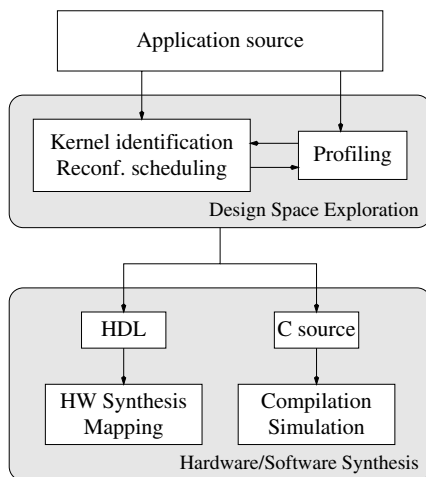 Application source
Kernel identification
Reconf. scheduling
Profiling
Design Space Exploration
HDL
C source
HW Synthesis
Mapping
Compilation
Simulation
Hardware/Software Synthesis